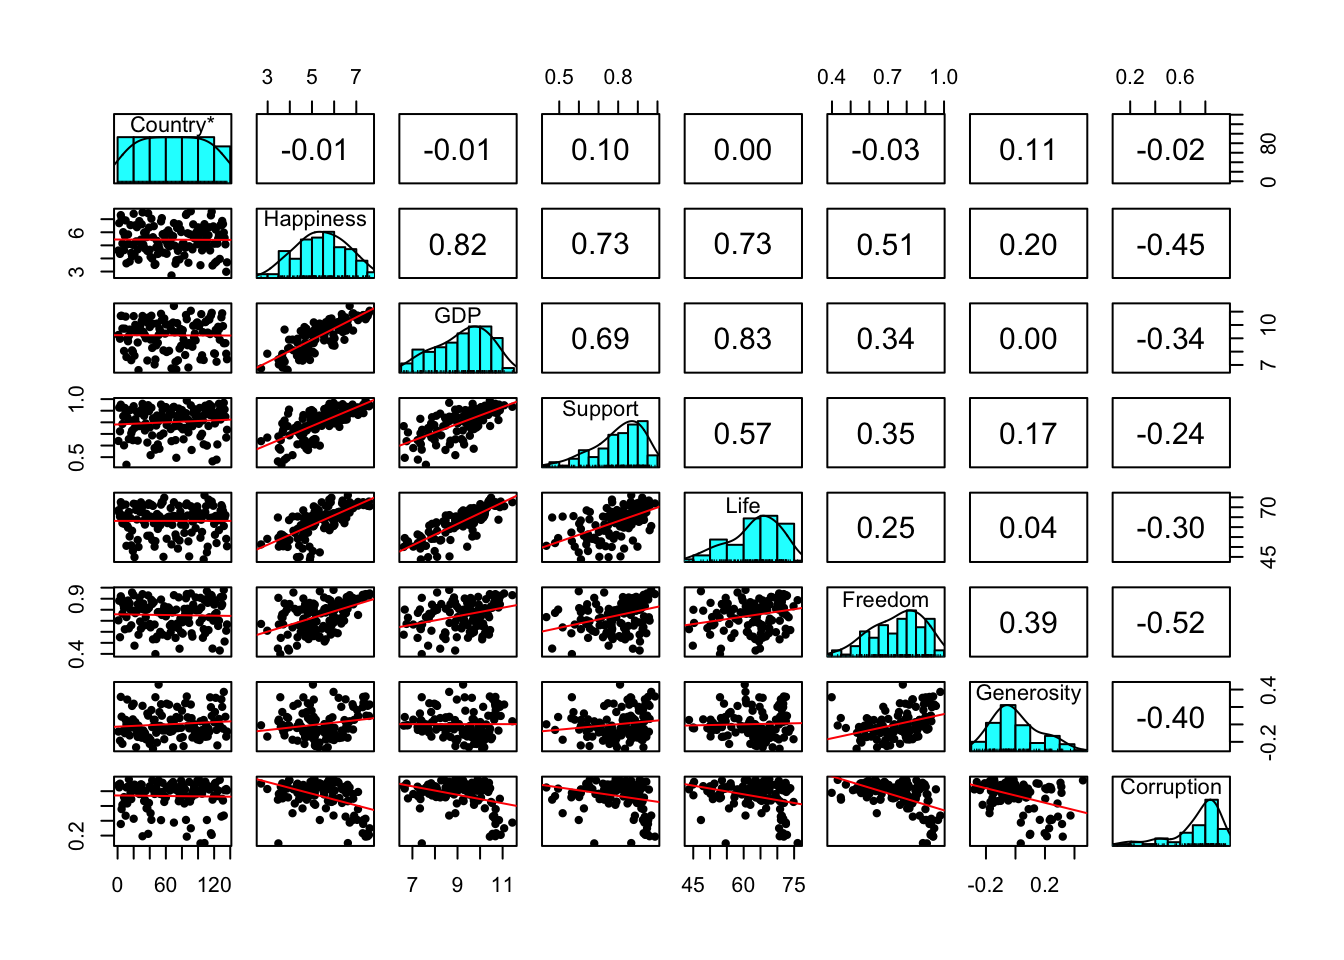 3 5 7 0.5 0.8 0.4 0.7 1.0 0.2 0.6
Country* -0.01 -0.01 0.10 0.00 -0.03 0.11 -0.02 0 80
3 6 Happiness 0.82 0.73 0.73 0.51 0.20 -0.45
GDP 0.69 0.83 0.34 0.00 -0.34 7 10
0.5 1.0 Support 0.57 0.35 0.17 -0.24
Life 0.25 0.04 -0.30 45 70
0.4 0.9 Freedom 0.39 -0.52
Generosity -0.40 -0.2 0.4
0.2 Corruption
0 60 120 7 9 11 45 60 75 -0.2 0.2